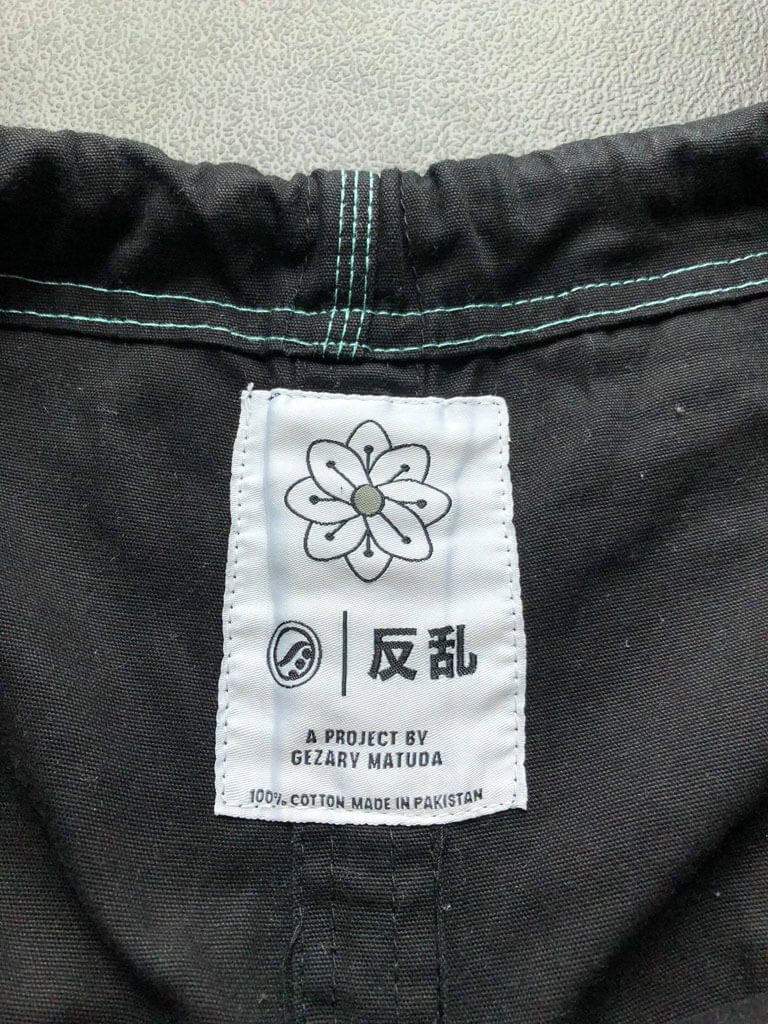 反乱
A PROJECT BY
GEZARY MATUDA
100% COTTON MADE IN PAKISTAN